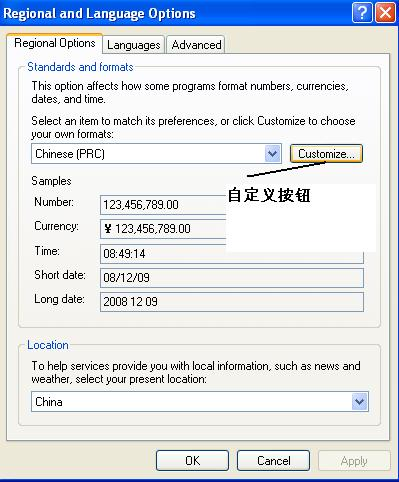 Regional and Language Options
Regional Options
Languages
Advanced
Standards and formats
This option affects how some programs format numbers, currencies,
dates, and time.
Select an item to match its preferences, or click Customize to choose
your own formats:
Chinese (PRC)
Customize...
自定义按钮
Samples
Number:
123,456,789.00
Currency:
¥ 123,456,789.00
Time:
08:49:14
Short date:
08/12/09
Long date:
2008 12 09
Location
To help services provide you with local information, such as news and
weather, select your present location:
China
OK
Cancel
Apply